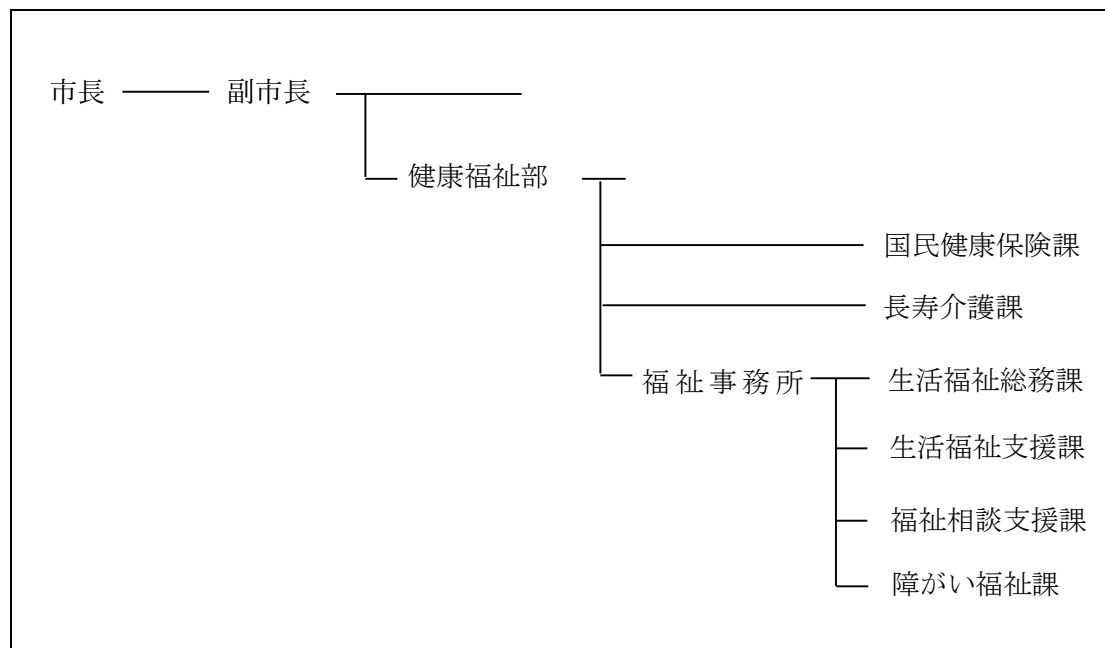 市長 副市長
健康福祉部
国民健康保険課
長寿介護課
福祉事務所 生活福祉総務課
生活福祉支援課
福祉相談支援課
障がい福祉課